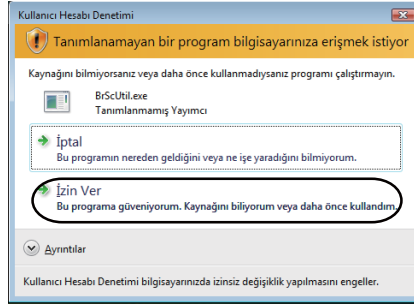 Kullanıcı Hesabı Denetimi
Tanımlanamayan bir program bilgisayarınıza erişmek istiyor
Kaynağını bilmiyorsanız veya daha önce kullanmadıysanız programı çalıştırmayın.
BrScUtil.exe
Tanımlanmamış Yayımcı
İptal
Bu programın nereden geldiğini veya ne işe yaradığını bilmiyorum.
İzin Ver
Bu programa güveniyorum. Kaynağını biliyorum veya daha önce kullandım.
Ayrıntılar
Kullanıcı Hesabı Denetimi bilgisayarınızda izinsiz değişiklik yapılmasını engeller.